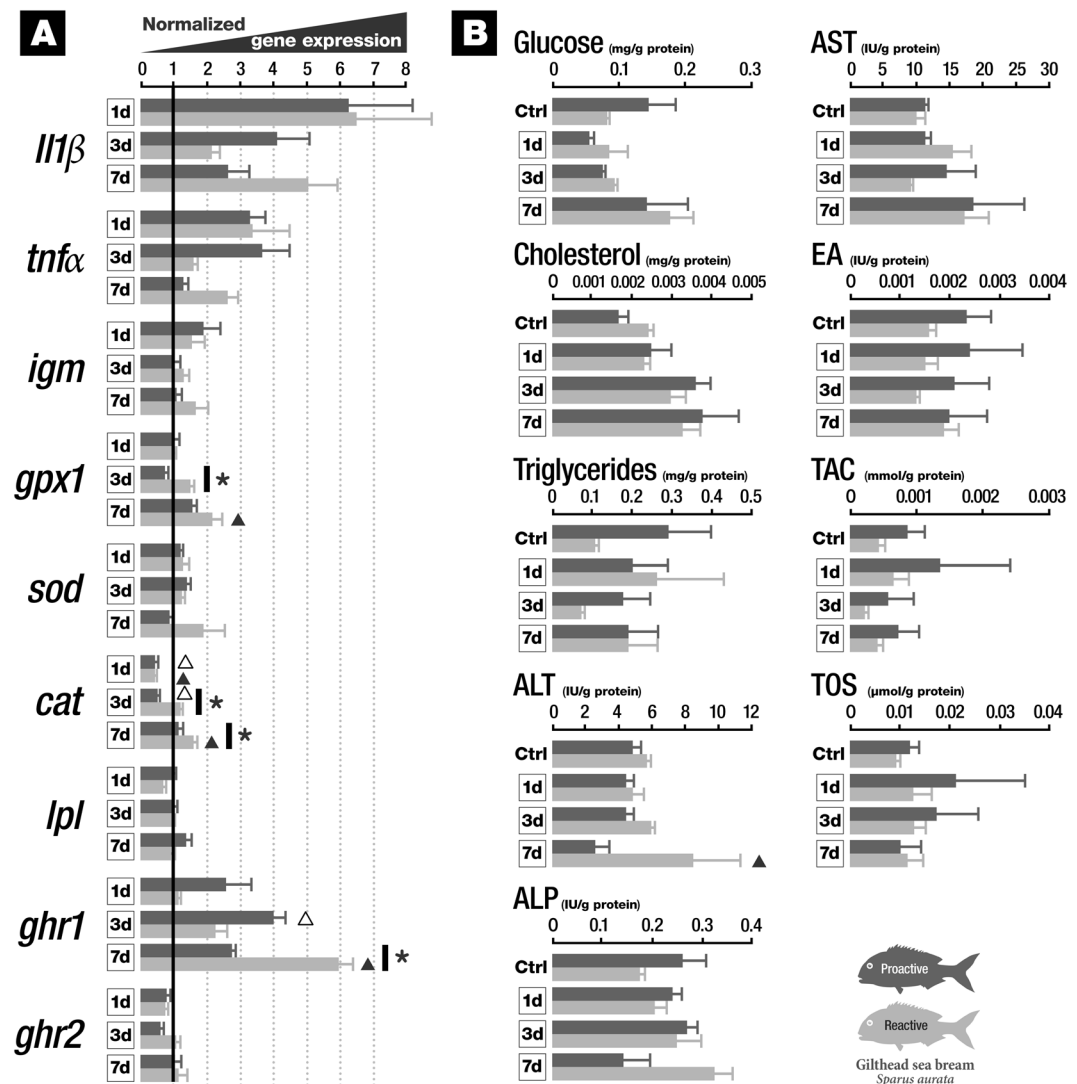 A
Normalized
gene expression
0 1 2 3 4 5 6 7 8
Il1β
1d
3d
7d
tnfα
1d
3d
7d
igm
1d
3d
7d
gpx1
1d
3d *
7d
sod
1d
3d
7d
cat
1d
3d *
7d *
lpl
1d
3d
7d
ghr1
1d
3d
7d *
ghr2
1d
3d
7d
B
Glucose (mg/g protein)
0 0.1 0.2 0.3
Ctrl
1d
3d
7d
Cholesterol (mg/g protein)
0 0.001 0.002 0.003 0.004 0.005
Ctrl
1d
3d
7d
Triglycerides (mg/g protein)
0 0.1 0.2 0.3 0.4 0.5
Ctrl
1d
3d
7d
ALT (IU/g protein)
0 2 4 6 8 10 12
Ctrl
1d
3d
7d
ALP (IU/g protein)
0 0.1 0.2 0.3 0.4
Ctrl
1d
3d
7d
AST (IU/g protein)
0 5 10 15 20 25 30
Ctrl
1d
3d
7d
EA (IU/g protein)
0 0.001 0.002 0.003 0.004
Ctrl
1d
3d
7d
TAC (mmol/g protein)
0 0.001 0.002 0.003
Ctrl
1d
3d
7d
TOS (µmol/g protein)
0 0.01 0.02 0.03 0.04
Ctrl
1d
3d
7d
Proactive
Reactive
Gilthead sea bream
Sparus aurata